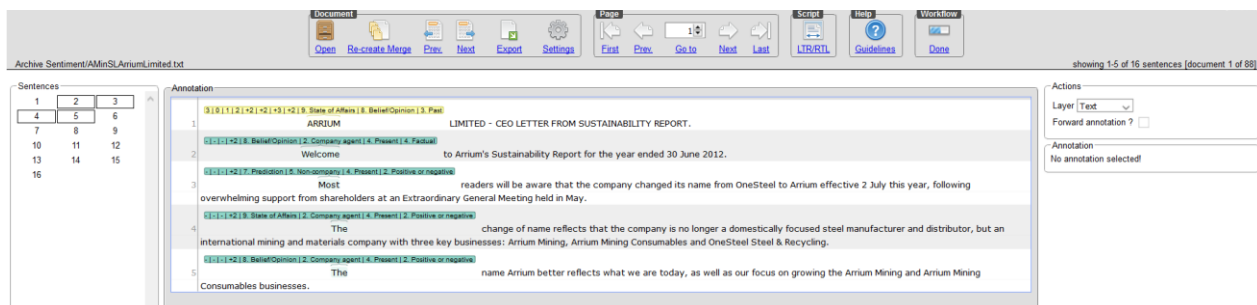 Document
Page
Script
Help
Workflow
Open Re-create Merge Prev. Next Export Settings
1
First Prev. Go to Next Last
LTR/RTL
Guidelines
Done
Archive Sentiment/AMinSLArriumLimited.txt
showing 1-5 of 16 sentences [document 1 of 88]
Sentences
1 2 3
4 5 6
7 8 9
10 11 12
13 14 15
16
Annotation
3 | 0 | 1 | 2 | +2 | +2 | +3 | +2 | 9. State of Affairs | 8. Belief/Opinion | 3. Past
1 ARRIUM LIMITED - CEO LETTER FROM SUSTAINABILITY REPORT.
- | - | - | +2 | 8. Belief/Opinion | 2. Company agent | 4. Present | 4. Factual
2 Welcome to Arrium's Sustainability Report for the year ended 30 June 2012.
- | - | - | +2 | 7. Prediction | 5. Non-company | 4. Present | 2. Positive or negative
3 Most readers will be aware that the company changed its name from OneSteel to Arrium effective 2 July this year, following
overwhelming support from shareholders at an Extraordinary General Meeting held in May.
- | - | - | +2 | 9. State of Affairs | 2. Company agent | 4. Present | 2. Positive or negative
4 The change of name reflects that the company is no longer a domestically focused steel manufacturer and distributor, but an
international mining and materials company with three key businesses: Arrium Mining, Arrium Mining Consumables and OneSteel Steel & Recycling.
- | - | - | +2 | 8. Belief/Opinion | 2. Company agent | 4. Present | 2. Positive or negative
5 The name Arrium better reflects what we are today, as well as our focus on growing the Arrium Mining and Arrium Mining
Consumables businesses.
Actions
Layer Text
Forward annotation ?
Annotation
No annotation selected!